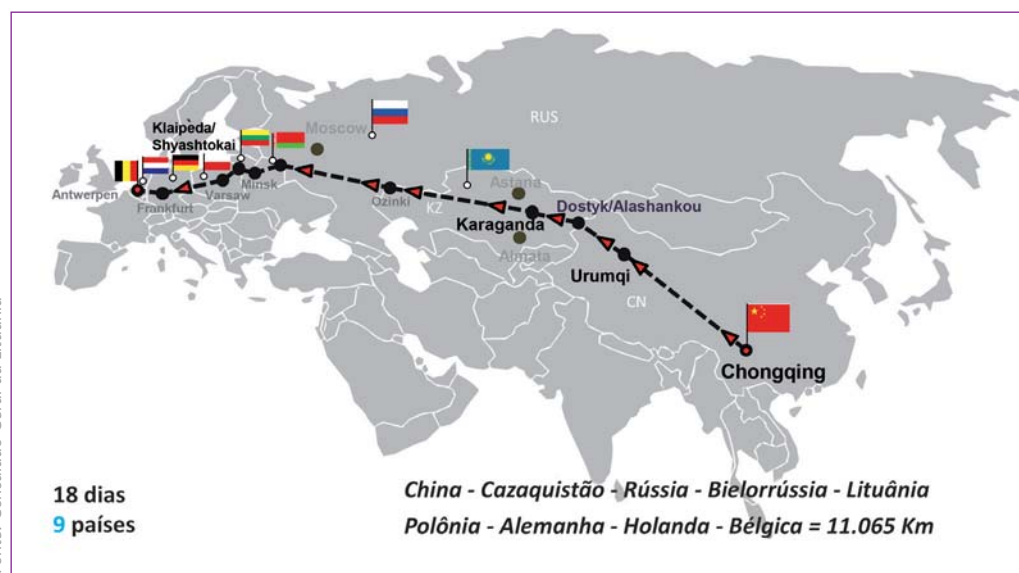 RUS
Moscow
Klaipėda/
Shyashtokai
Minsk
Varsaw
Antwerpen
Frankfurt
Ozinki
KZ
Astana
Karaganda
Dostyk/Alashankou
Almata
Urumqi
CN
Chongqing
18 dias
9 países
China - Cazaquistão - Rússia - Bielorrússia - Lituânia
Polônia - Alemanha - Holanda - Bélgica = 11.065 Km